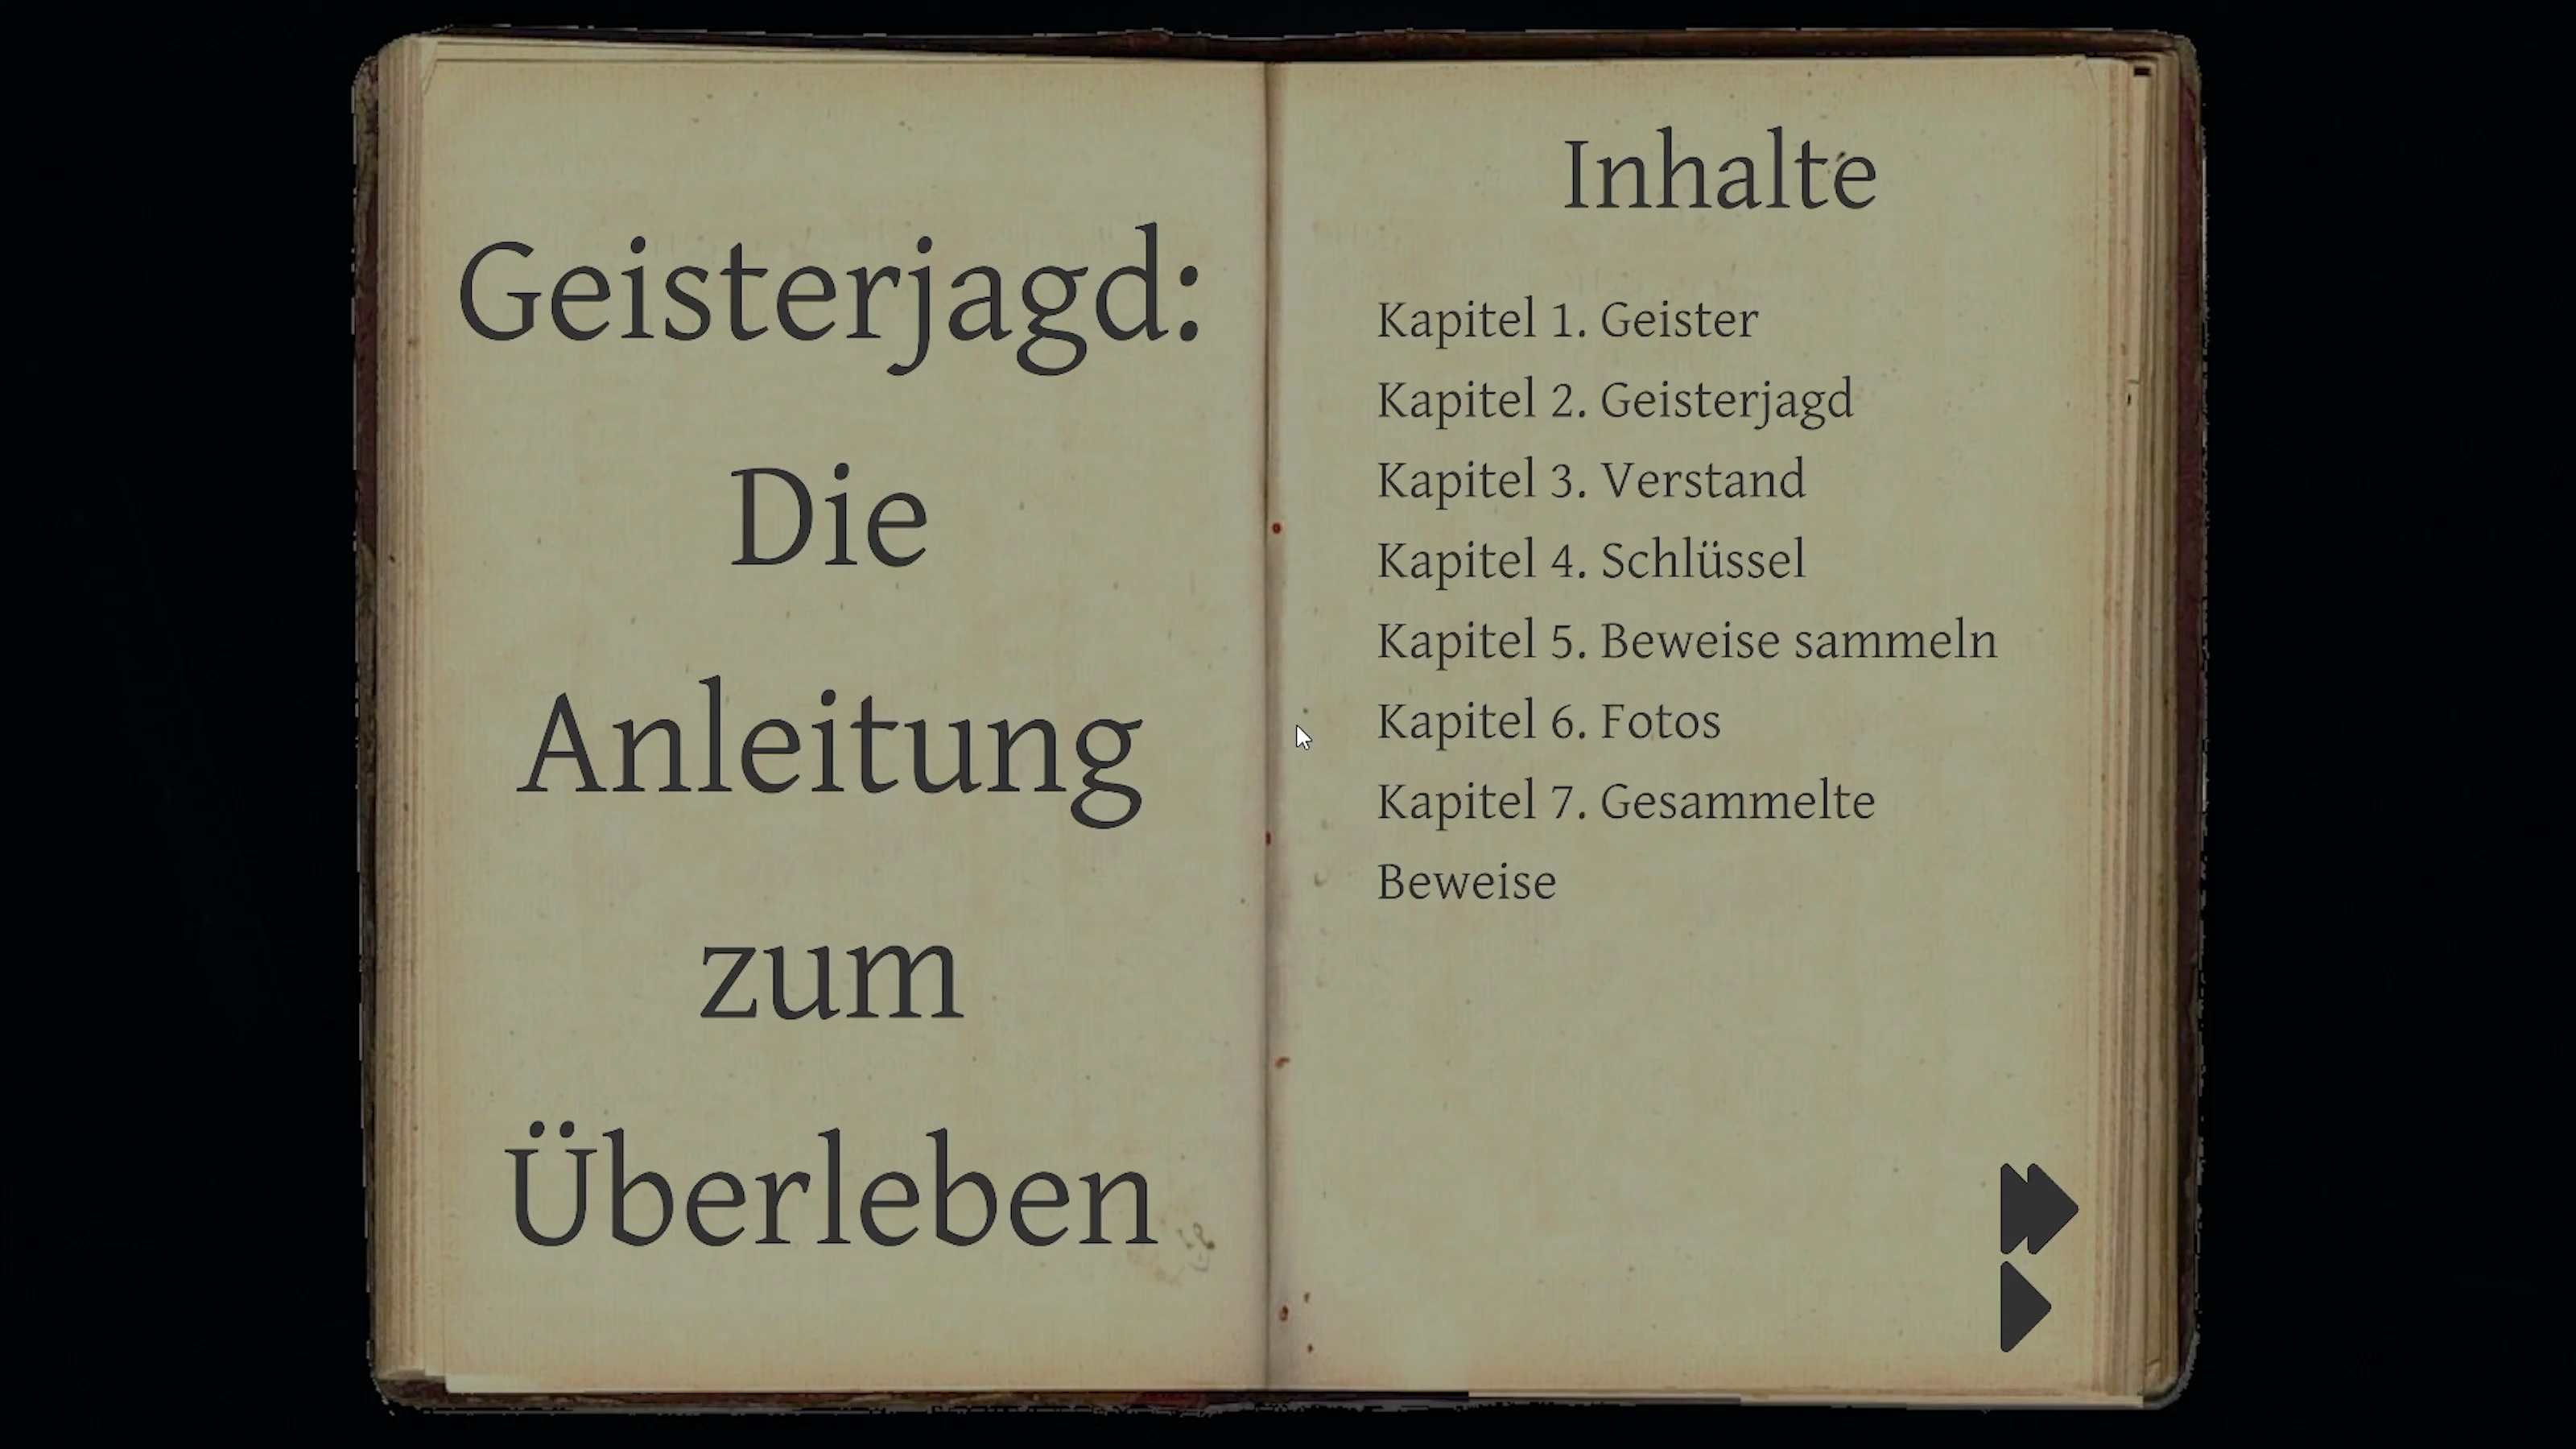 Geisterjagd:
Die
Anleitung
zum
Überleben
Inhalte
Kapitel 1. Geister
Kapitel 2. Geisterjagd
Kapitel 3. Verstand
Kapitel 4. Schlüssel
Kapitel 5. Beweise sammeln
Kapitel 6. Fotos
Kapitel 7. Gesammelte
Beweise